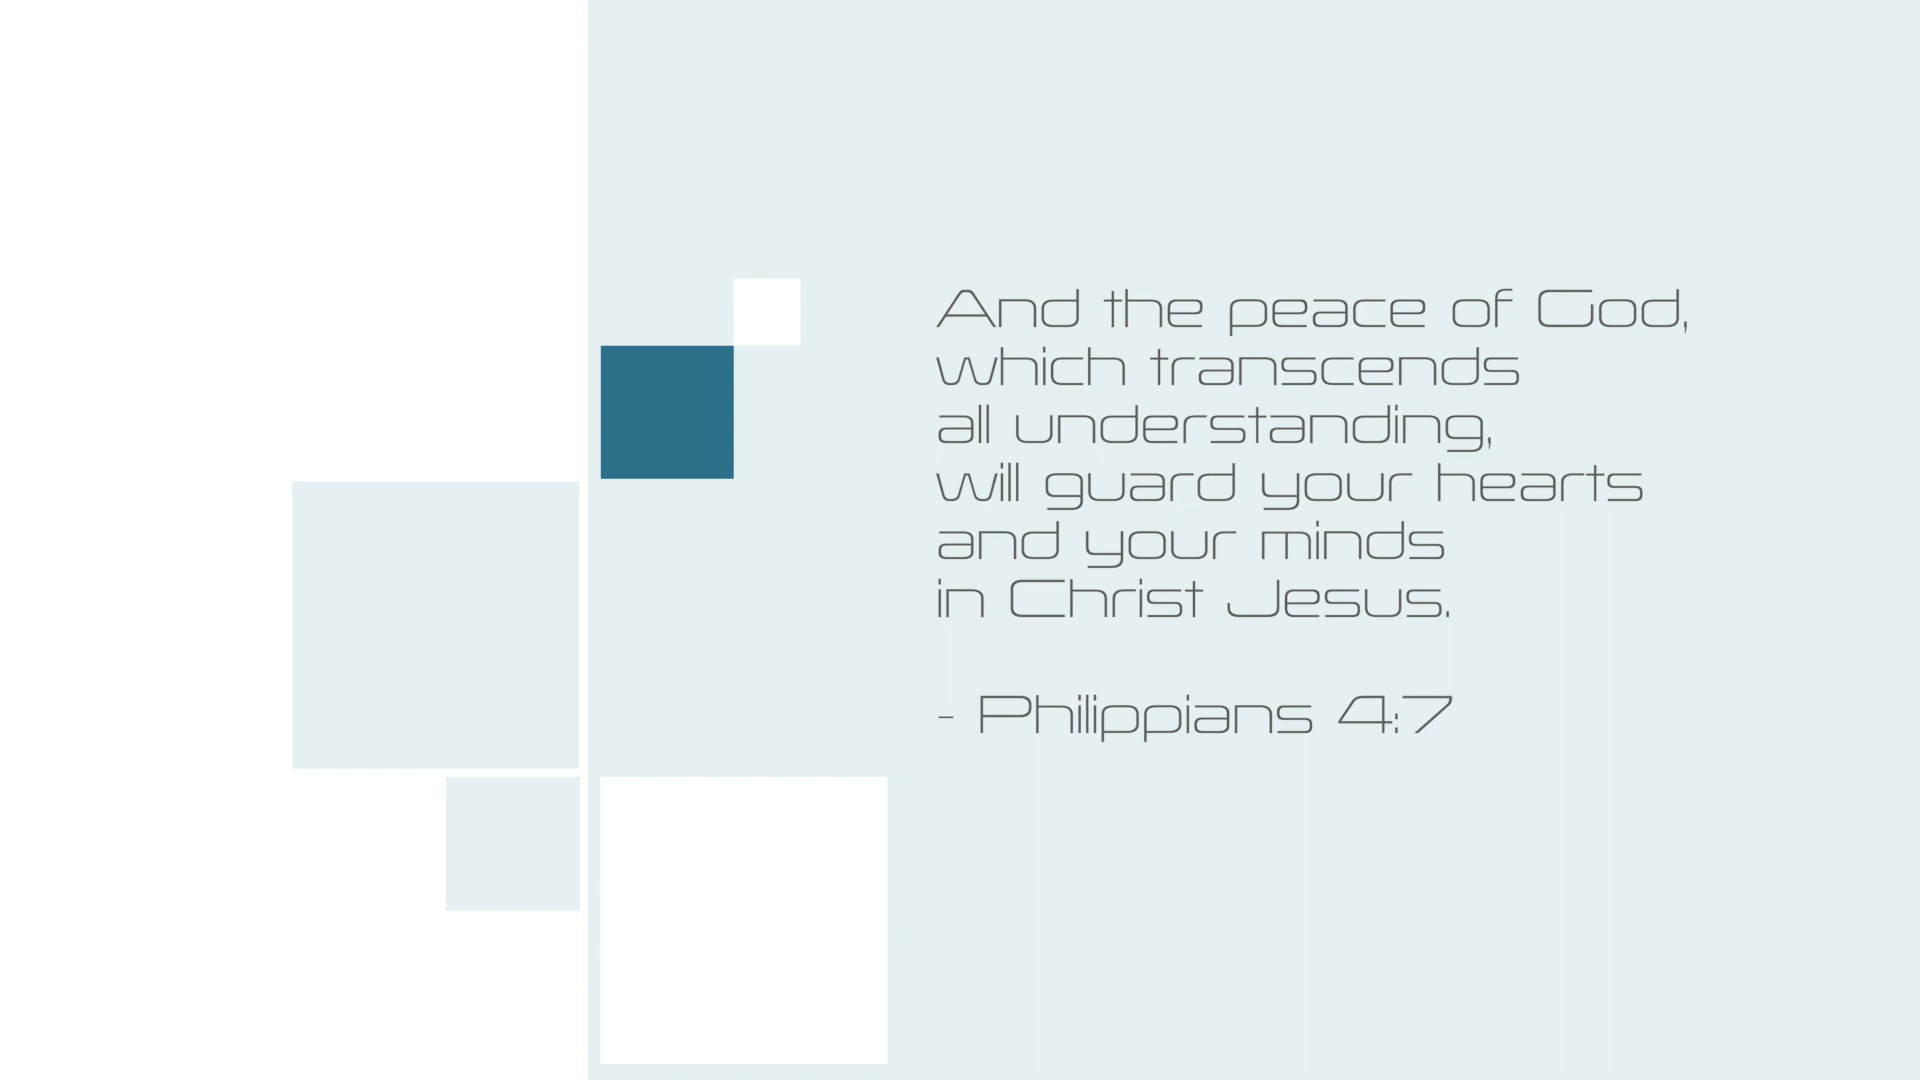 And the peace of God,
which transcends
all understanding,
will guard your hearts
and your minds
in Christ Jesus.
- Philippians 4:7